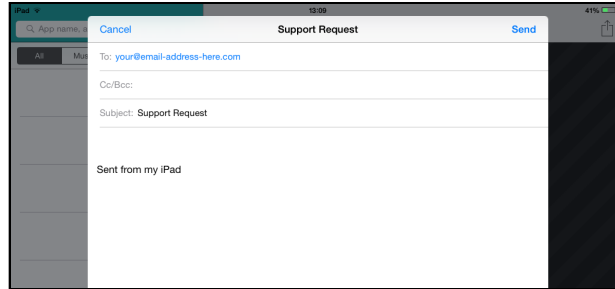 iPad 13:09 41%
App name, a
Cancel Support Request Send
All Mus
To: your@email-address-here.com
Cc/Bcc:
Subject: Support Request
Sent from my iPad